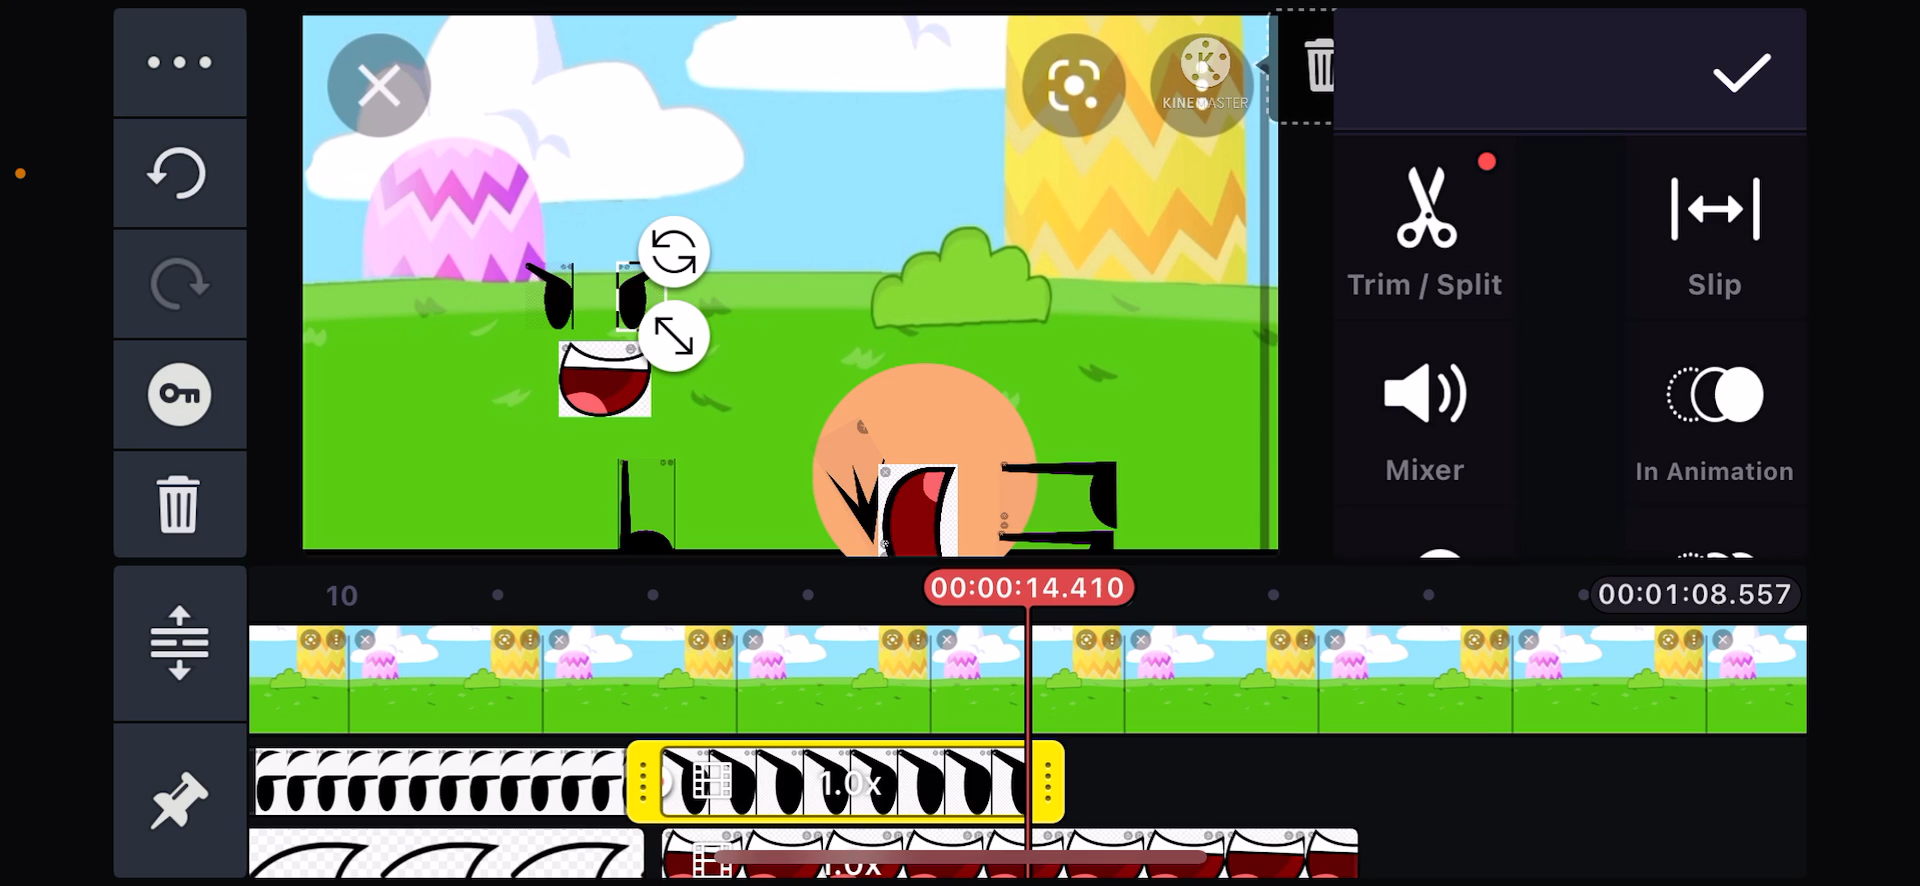 KINEMASTER
Trim / Split
Slip
Mixer
In Animation
10
00:00:14.410
00:01:08.557
1.0x
1.0x